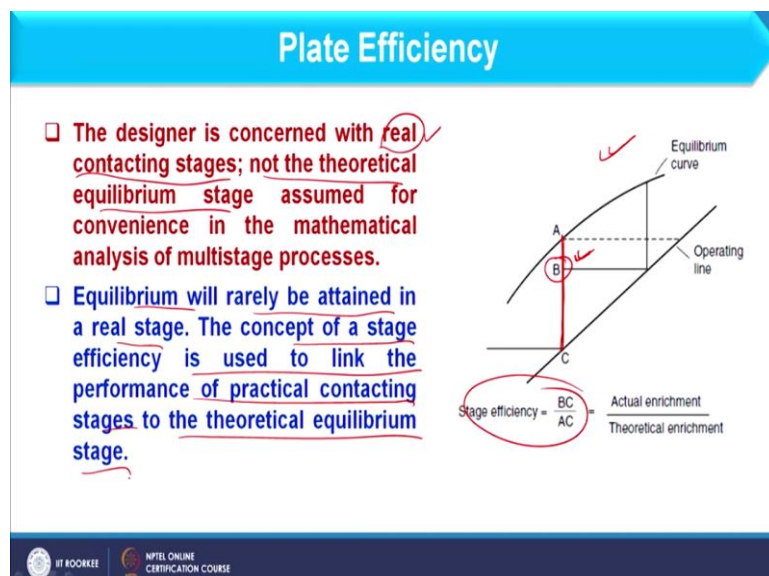 Plate Efficiency
The designer is concerned with real
contacting stages; not the theoretical
equilibrium stage assumed for
convenience in the mathematical
analysis of multistage processes.
Equilibrium will rarely be attained in
a real stage. The concept of a stage
efficiency is used to link the
performance of practical contacting
stages to the theoretical equilibrium
stage.
Equilibrium
curve
A
Operating
line
B
C
Stage efficiency = BC / AC = Actual enrichment / Theoretical enrichment
IIT ROORKEE
NPTEL ONLINE
CERTIFICATION COURSE